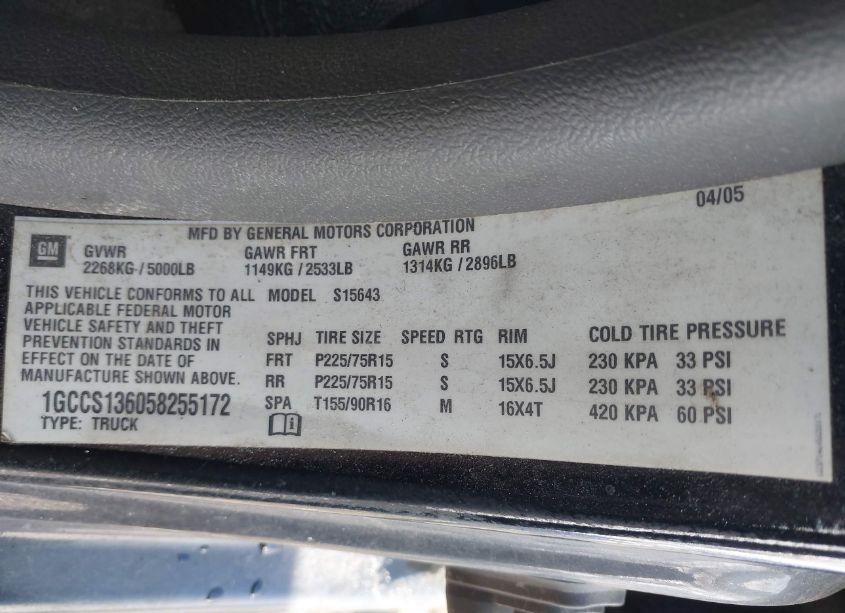 04/05
MFD BY GENERAL MOTORS CORPORATION
GM
GVWR GAWR FRT GAWR RR
2268KG / 5000LB 1149KG / 2533LB 1314KG / 2896LB
THIS VEHICLE CONFORMS TO ALL
APPLICABLE FEDERAL MOTOR
VEHICLE SAFETY AND THEFT
PREVENTION STANDARDS IN
EFFECT ON THE DATE OF
MANUFACTURE SHOWN ABOVE.
1GCCS136058255172
TYPE: TRUCK
MODEL S15643
SPHJ TIRE SIZE SPEED RTG RIM COLD TIRE PRESSURE
FRT P225/75R15 S 15X6.5J 230 KPA 33 PSI
RR P225/75R15 S 15X6.5J 230 KPA 33 PSI
SPA T155/90R16 M 16X4T 420 KPA 60 PSI